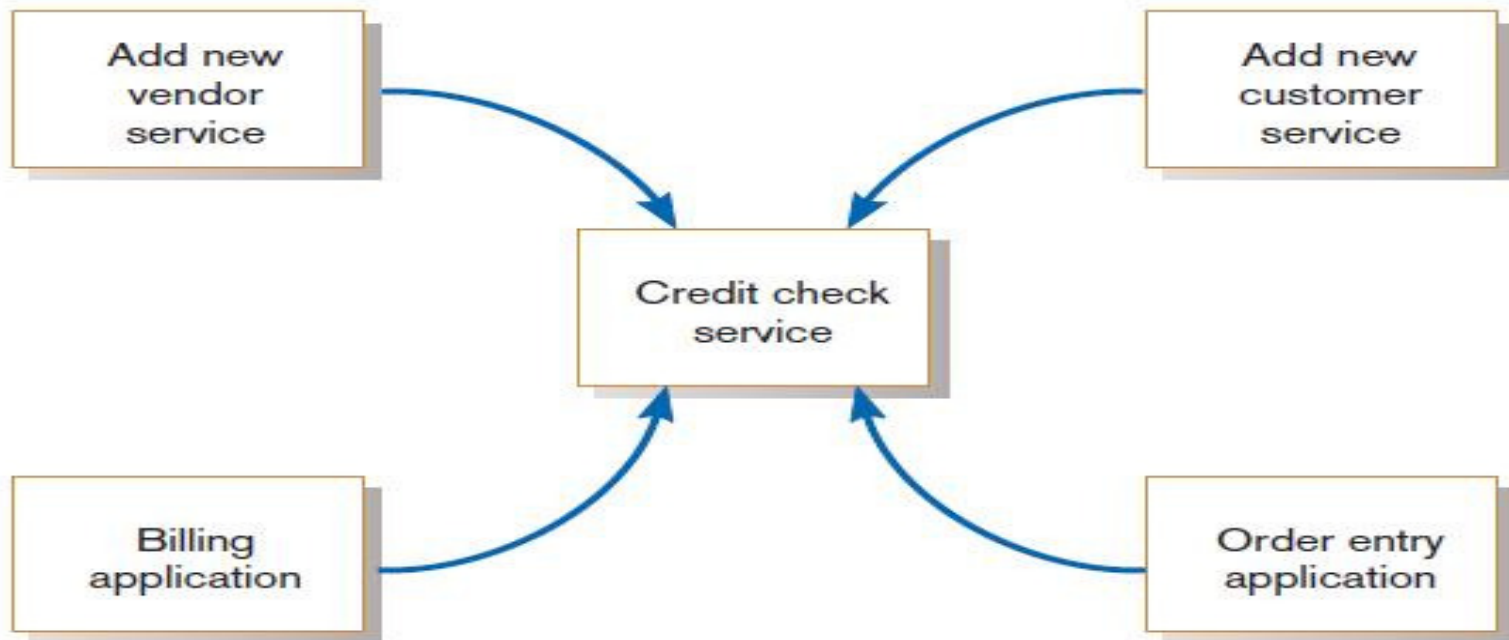 Add new
vendor
service
Add new
customer
service
Credit check
service
Billing
application
Order entry
application